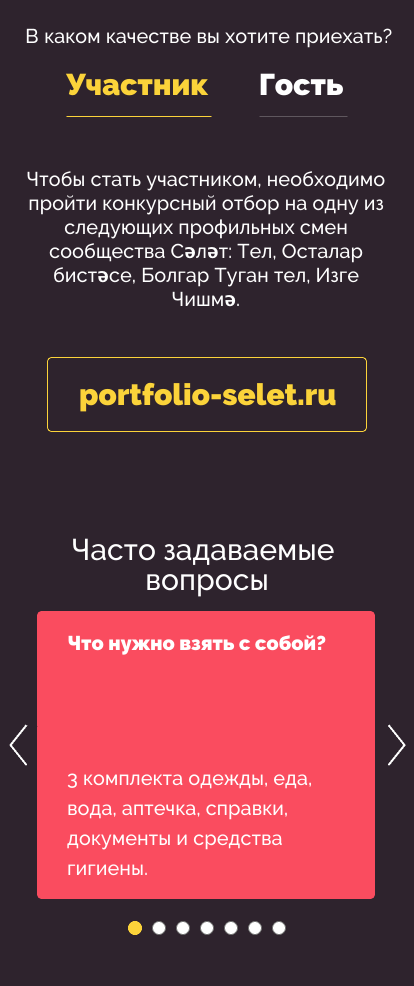 В каком качестве вы хотите приехать?
Участник Гость
Чтобы стать участником, необходимо
пройти конкурсный отбор на одну из
следующих профильных смен
сообщества Сәләт: Тел, Осталар
бистәсе, Болгар Туган тел, Изге
Чишмә.
portfolio-selet.ru
Часто задаваемые
вопросы
Что нужно взять с собой?
3 комплекта одежды, еда,
вода, аптечка, справки,
документы и средства
гигиены.